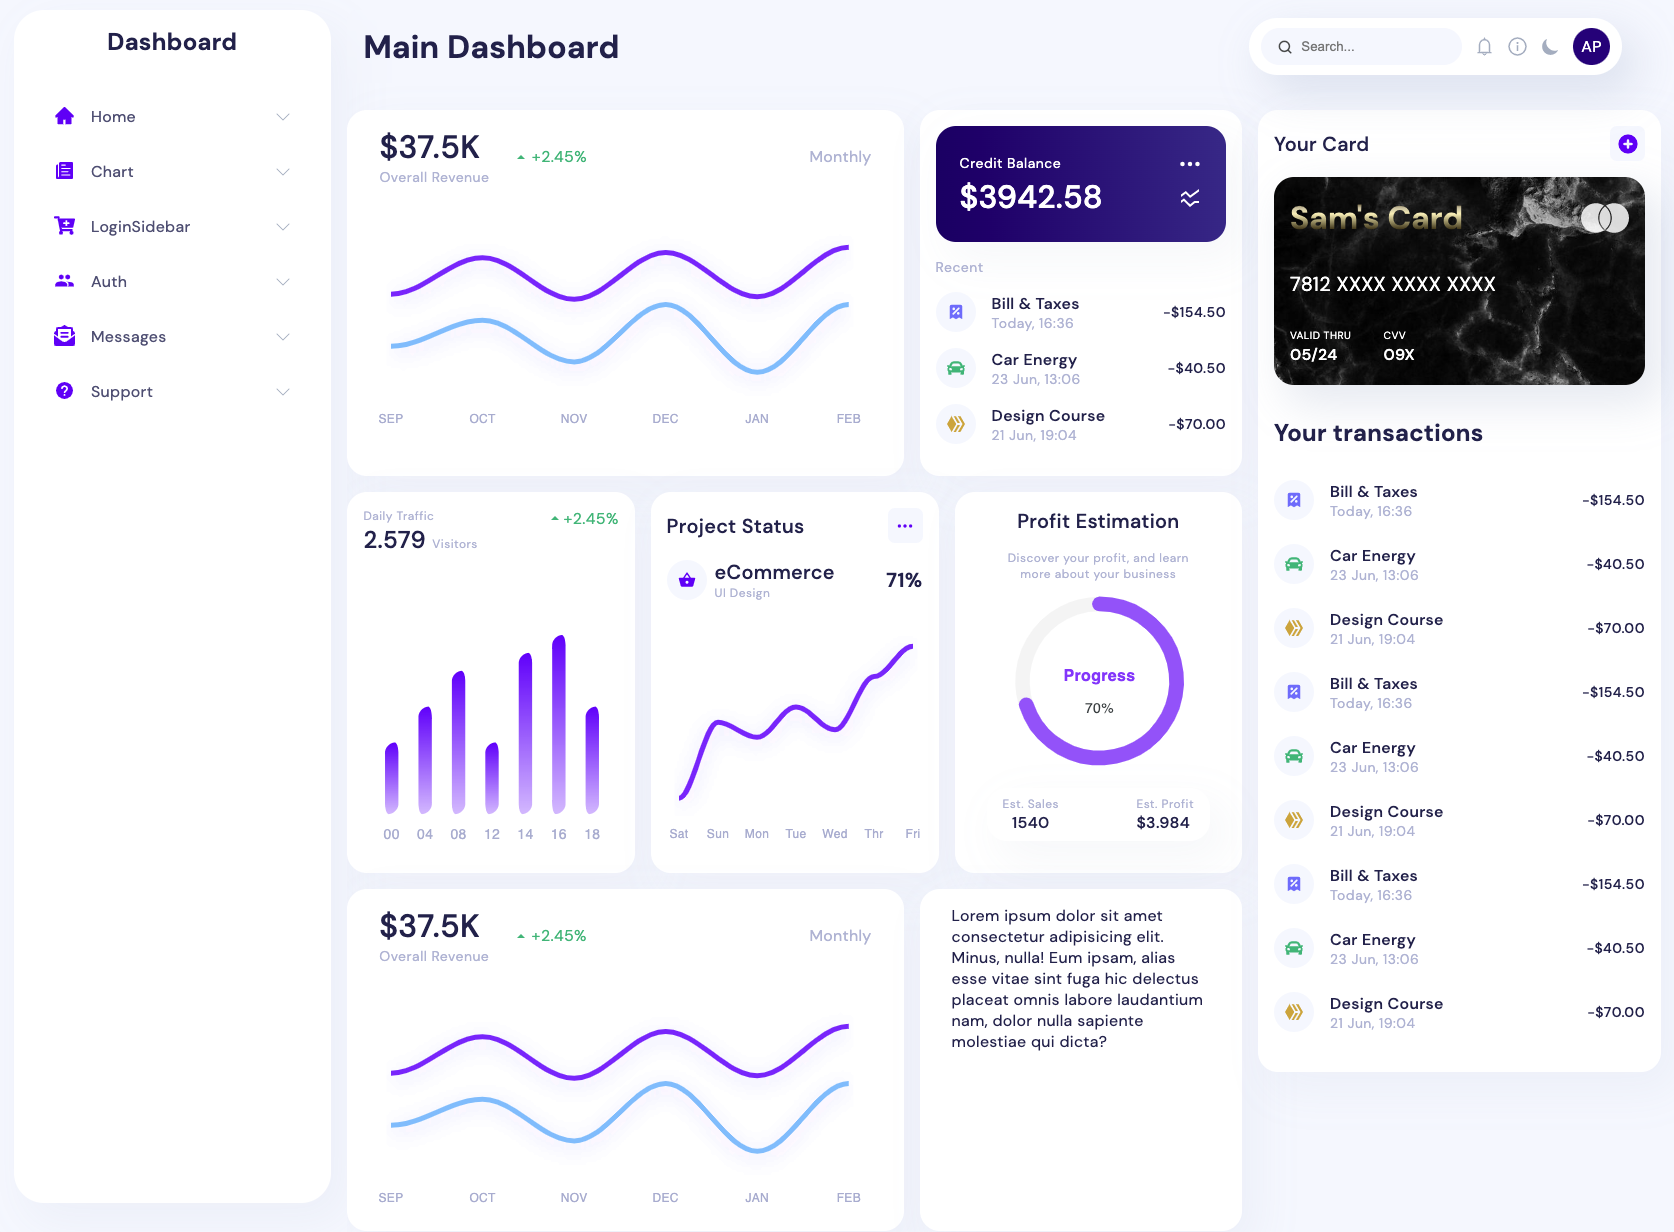 Dashboard
Home
Chart
LoginSidebar
Auth
Messages
Support
Main Dashboard
Search...
AP
$37.5K
+2.45%
Monthly
Overall Revenue
SEP OCT NOV DEC JAN FEB
Credit Balance
$3942.58
Recent
Bill & Taxes
Today, 16:36
-$154.50
Car Energy
23 Jun, 13:06
-$40.50
Design Course
21 Jun, 19:04
-$70.00
Daily Traffic
+2.45%
2.579 Visitors
00 04 08 12 14 16 18
Project Status
eCommerce
UI Design
71%
Sat Sun Mon Tue Wed Thr Fri
Profit Estimation
Discover your profit, and learn
more about your business
Progress
70%
Est. Sales
1540
Est. Profit
$3.984
$37.5K
+2.45%
Monthly
Overall Revenue
SEP OCT NOV DEC JAN FEB
Lorem ipsum dolor sit amet
consectetur adipisicing elit.
Minus, nulla! Eum ipsam, alias
esse vitae sint fuga hic delectus
placeat omnis labore laudantium
nam, dolor nulla sapiente
molestiae qui dicta?
Your Card
Sam's Card
7812 XXXX XXXX XXXX
VALID THRU
05/24
CVV
09X
Your transactions
Bill & Taxes
Today, 16:36
-$154.50
Car Energy
23 Jun, 13:06
-$40.50
Design Course
21 Jun, 19:04
-$70.00
Bill & Taxes
Today, 16:36
-$154.50
Car Energy
23 Jun, 13:06
-$40.50
Design Course
21 Jun, 19:04
-$70.00
Bill & Taxes
Today, 16:36
-$154.50
Car Energy
23 Jun, 13:06
-$40.50
Design Course
21 Jun, 19:04
-$70.00